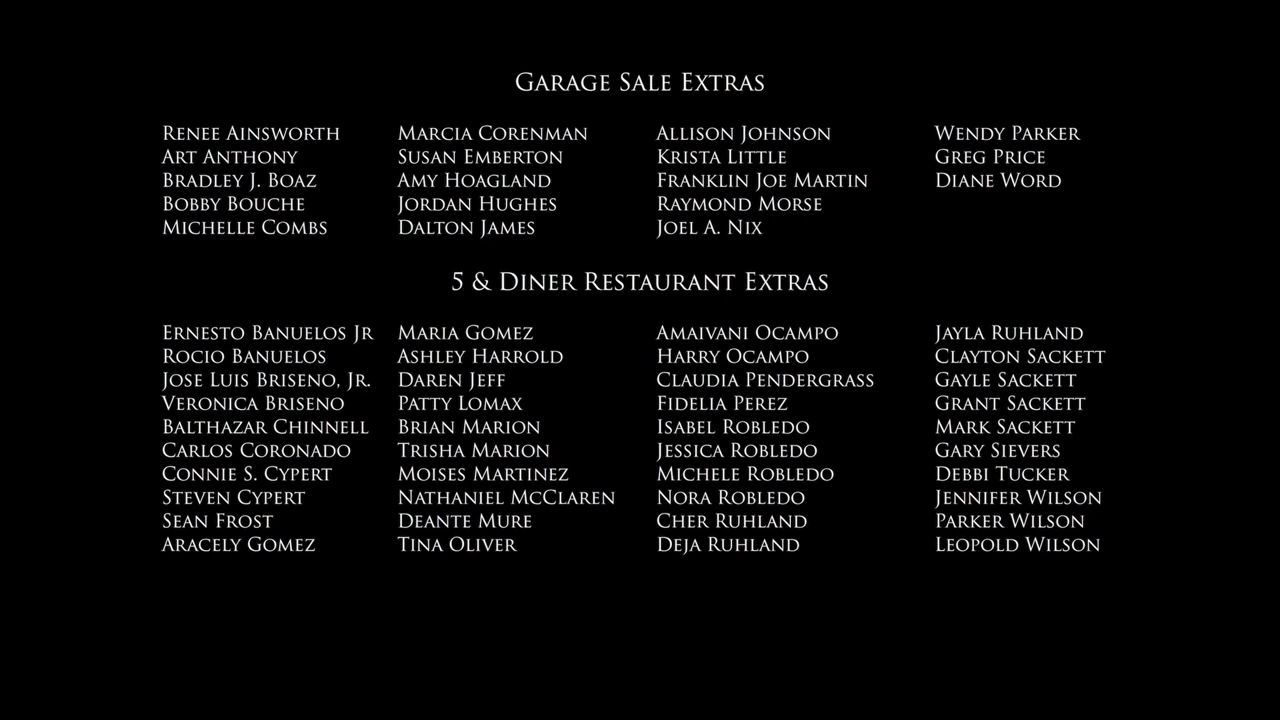 Garage Sale Extras
Renee Ainsworth
Art Anthony
Bradley J. Boaz
Bobby Bouche
Michelle Combs
Marcia Corenman
Susan Emberton
Amy Hoagland
Jordan Hughes
Dalton James
Allison Johnson
Krista Little
Franklin Joe Martin
Raymond Morse
Joel A. Nix
Wendy Parker
Greg Price
Diane Word
5 & Diner Restaurant Extras
Ernesto Banuelos Jr
Rocio Banuelos
Jose Luis Briseno, Jr.
Veronica Briseno
Balthazar Chinnell
Carlos Coronado
Connie S. Cypert
Steven Cypert
Sean Frost
Aracely Gomez
Maria Gomez
Ashley Harrold
Daren Jeff
Patty Lomax
Brian Marion
Trisha Marion
Moises Martinez
Nathaniel McClaren
Deante Mure
Tina Oliver
Amaivani Ocampo
Harry Ocampo
Claudia Pendergrass
Fidelia Perez
Isabel Robledo
Jessica Robledo
Michele Robledo
Nora Robledo
Cher Ruhland
Deja Ruhland
Jayla Ruhland
Clayton Sackett
Gayle Sackett
Grant Sackett
Mark Sackett
Gary Sievers
Debbi Tucker
Jennifer Wilson
Parker Wilson
Leopold Wilson